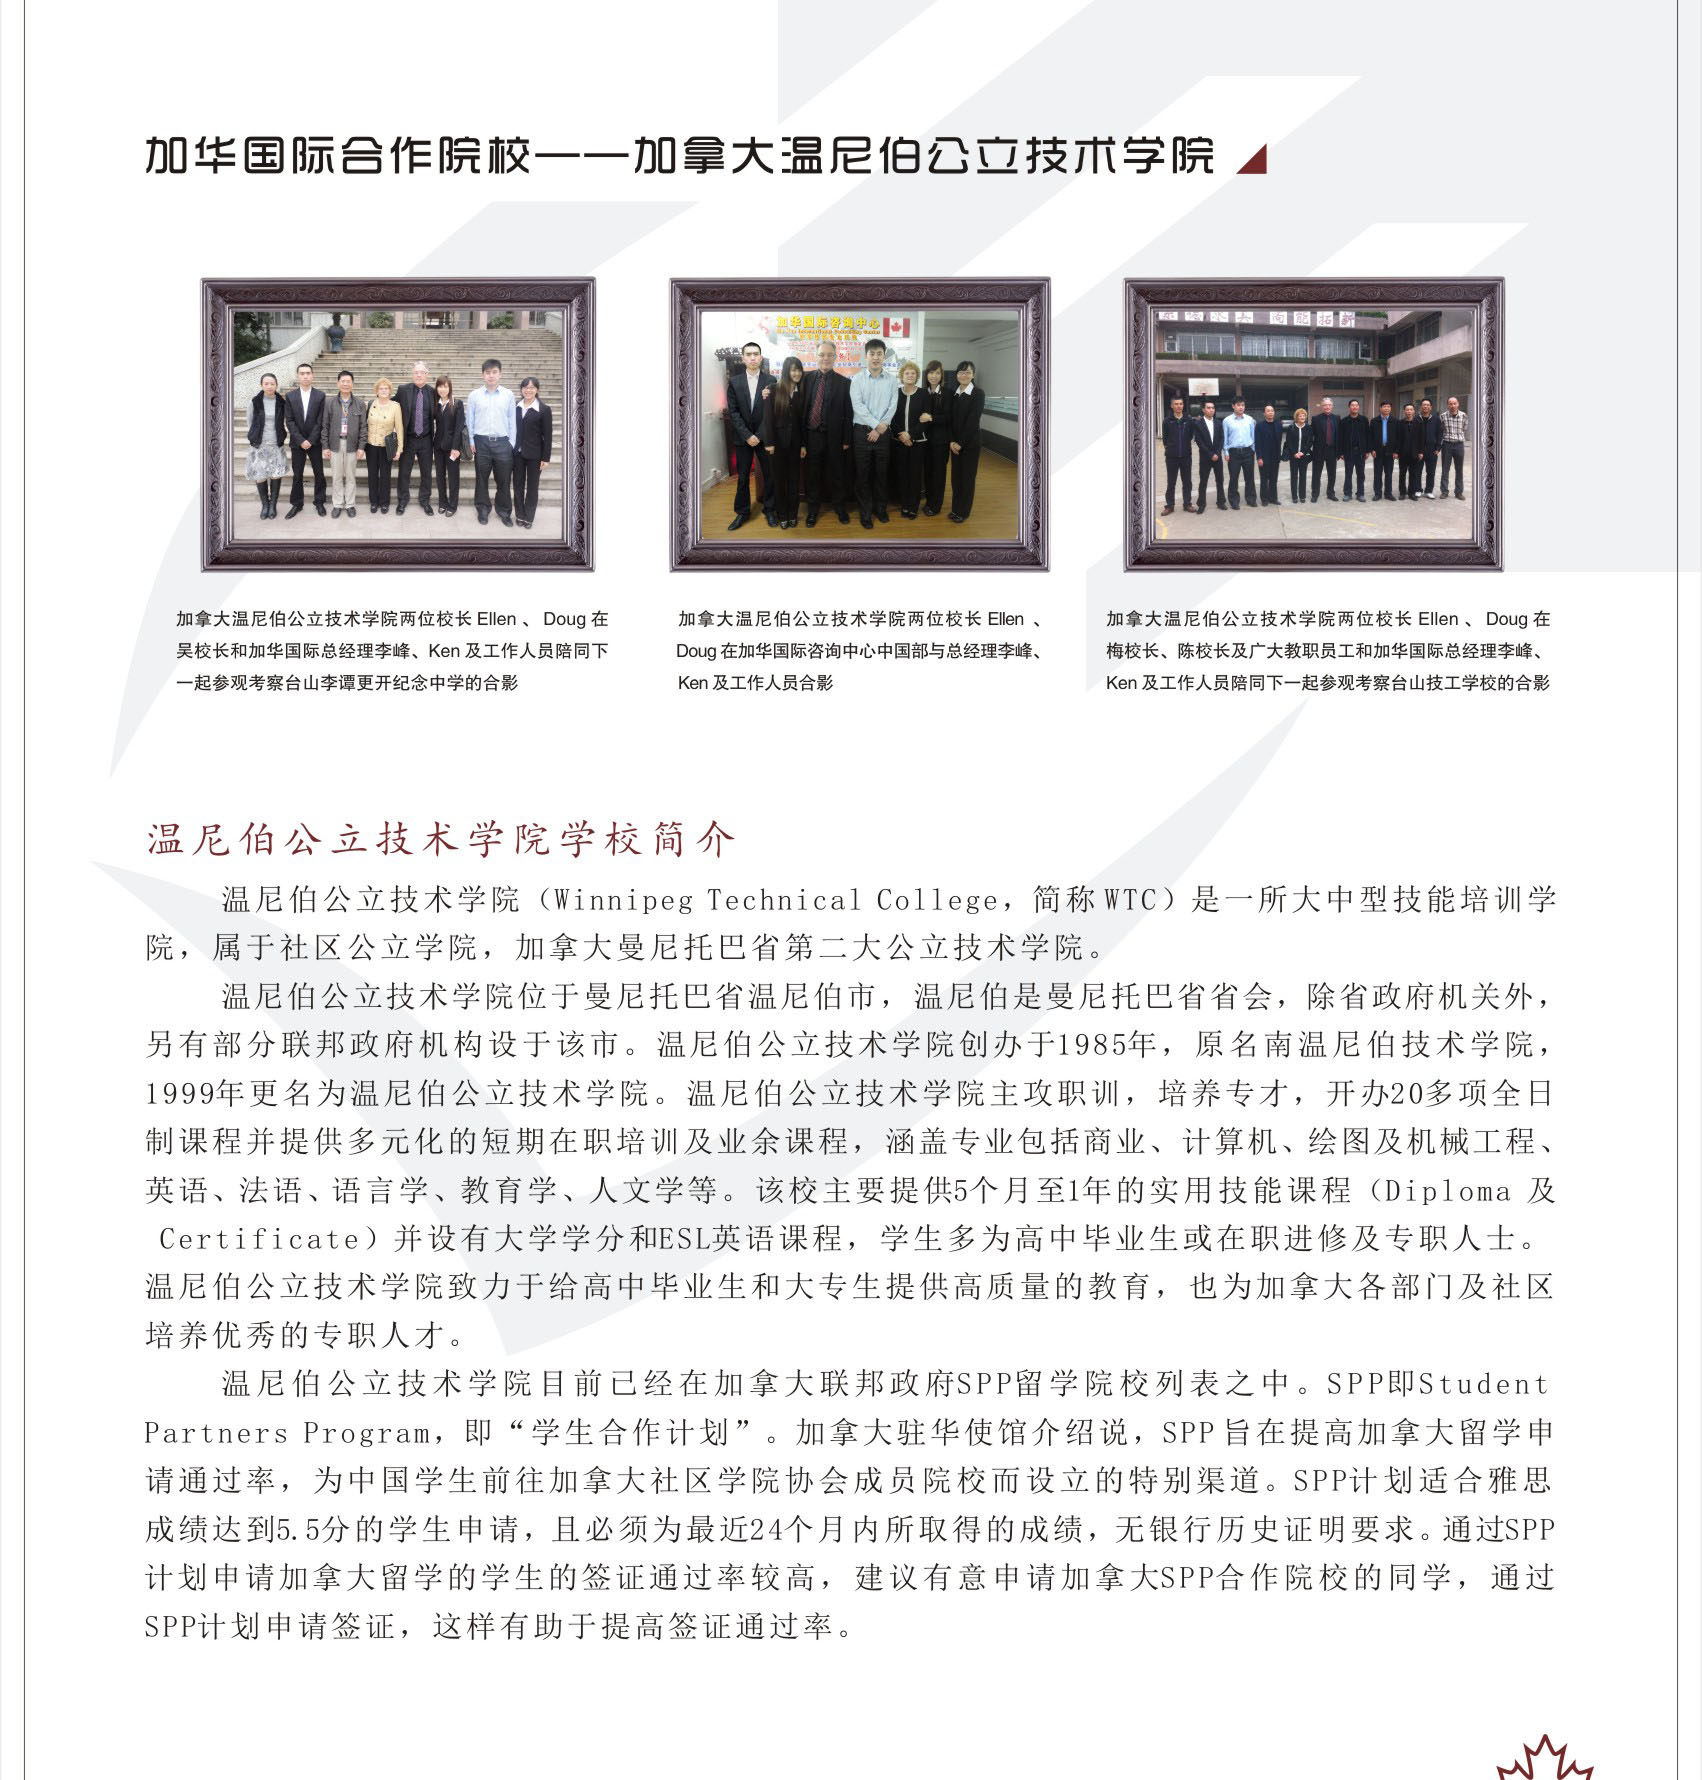 加华国际合作院校——加拿大温尼伯公立技术学院
加华国际咨询中心
加拿大温尼伯公立技术学院两位校长 Ellen 、 Doug 在
吴校长和加华国际总经理李峰、Ken 及工作人员陪同下
一起参观考察台山李谭更开纪念中学的合影
加拿大温尼伯公立技术学院两位校长 Ellen 、
Doug 在加华国际咨询中心中国部与总经理李峰、
Ken 及工作人员合影
加拿大温尼伯公立技术学院两位校长 Ellen 、 Doug 在
梅校长、陈校长及广大教职员工和加华国际总经理李峰、
Ken 及工作人员陪同下一起参观考察台山技工学校的合影
温尼伯公立技术学院学校简介
温尼伯公立技术学院（Winnipeg Technical College，简称 WTC）是一所大中型技能培训学
院，属于社区公立学院，加拿大曼尼托巴省第二大公立技术学院。
温尼伯公立技术学院位于曼尼托巴省温尼伯市，温尼伯是曼尼托巴省省会，除省政府机关外，
另有部分联邦政府机构设于该市。温尼伯公立技术学院创办于1985年，原名南温尼伯技术学院，
1999年更名为温尼伯公立技术学院。温尼伯公立技术学院主攻职训，培养专才，开办20多项全日
制课程并提供多元化的短期在职培训及业余课程，涵盖专业包括商业、计算机、绘图及机械工程、
英语、法语、语言学、教育学、人文学等。该校主要提供5个月至1年的实用技能课程（Diploma 及
Certificate）并设有大学学分和ESL英语课程，学生多为高中毕业生或在职进修及专职人士。
温尼伯公立技术学院致力于给高中毕业生和大专生提供高质量的教育，也为加拿大各部门及社区
培养优秀的专职人才。
温尼伯公立技术学院目前已经在加拿大联邦政府SPP留学院校列表之中。SPP即Student
Partners Program，即“学生合作计划”。加拿大驻华使馆介绍说，SPP 旨在提高加拿大留学申
请通过率，为中国学生前往加拿大社区学院协会成员院校而设立的特别渠道。SPP计划适合雅思
成绩达到5.5分的学生申请，且必须为最近24个月内所取得的成绩，无银行历史证明要求。通过SPP
计划申请加拿大留学的学生的签证通过率较高，建议有意申请加拿大SPP合作院校的同学，通过
SPP计划申请签证，这样有助于提高签证通过率。